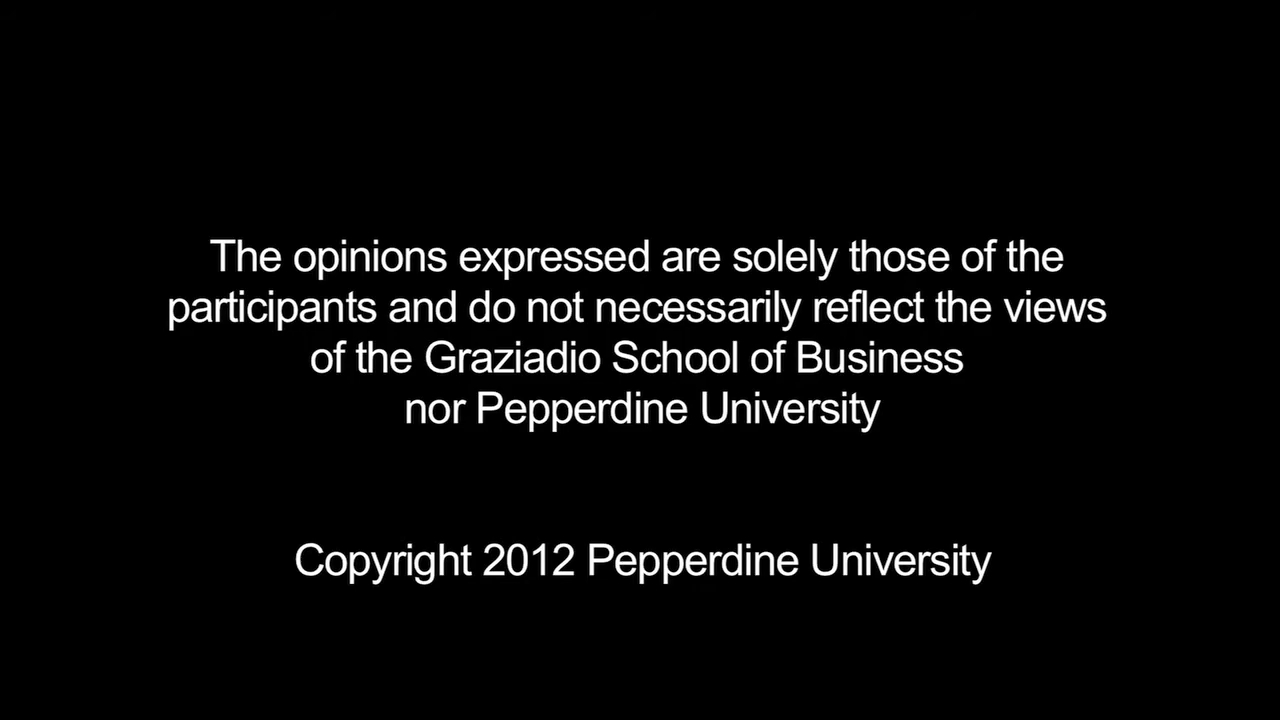 The opinions expressed are solely those of the
participants and do not necessarily reflect the views
of the Graziadio School of Business
nor Pepperdine University
Copyright 2012 Pepperdine University